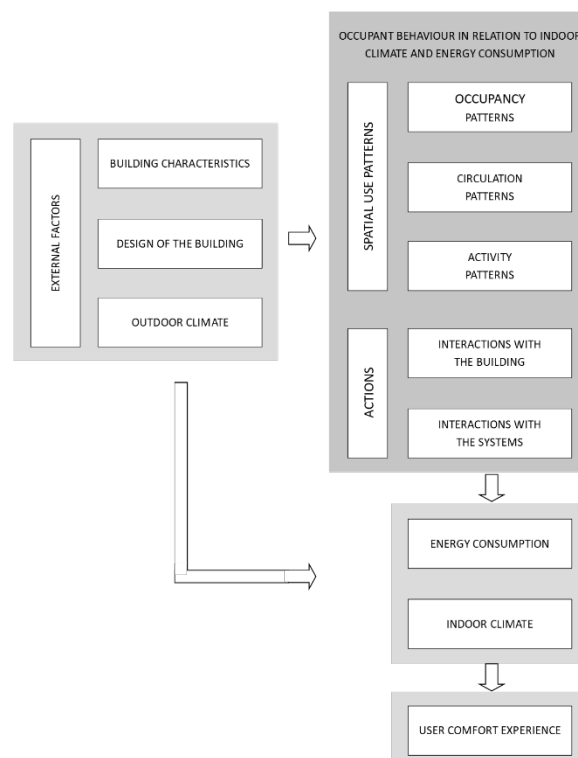 OCCUPANT BEHAVIOUR IN RELATION TO INDOOR
CLIMATE AND ENERGY CONSUMPTION
EXTERNAL FACTORS
BUILDING CHARACTERISTICS
DESIGN OF THE BUILDING
OUTDOOR CLIMATE
SPATIAL USE PATTERNS
OCCUPANCY
PATTERNS
CIRCULATION
PATTERNS
ACTIVITY
PATTERNS
ACTIONS
INTERACTIONS WITH
THE BUILDING
INTERACTIONS WITH
THE SYSTEMS
ENERGY CONSUMPTION
INDOOR CLIMATE
USER COMFORT EXPERIENCE